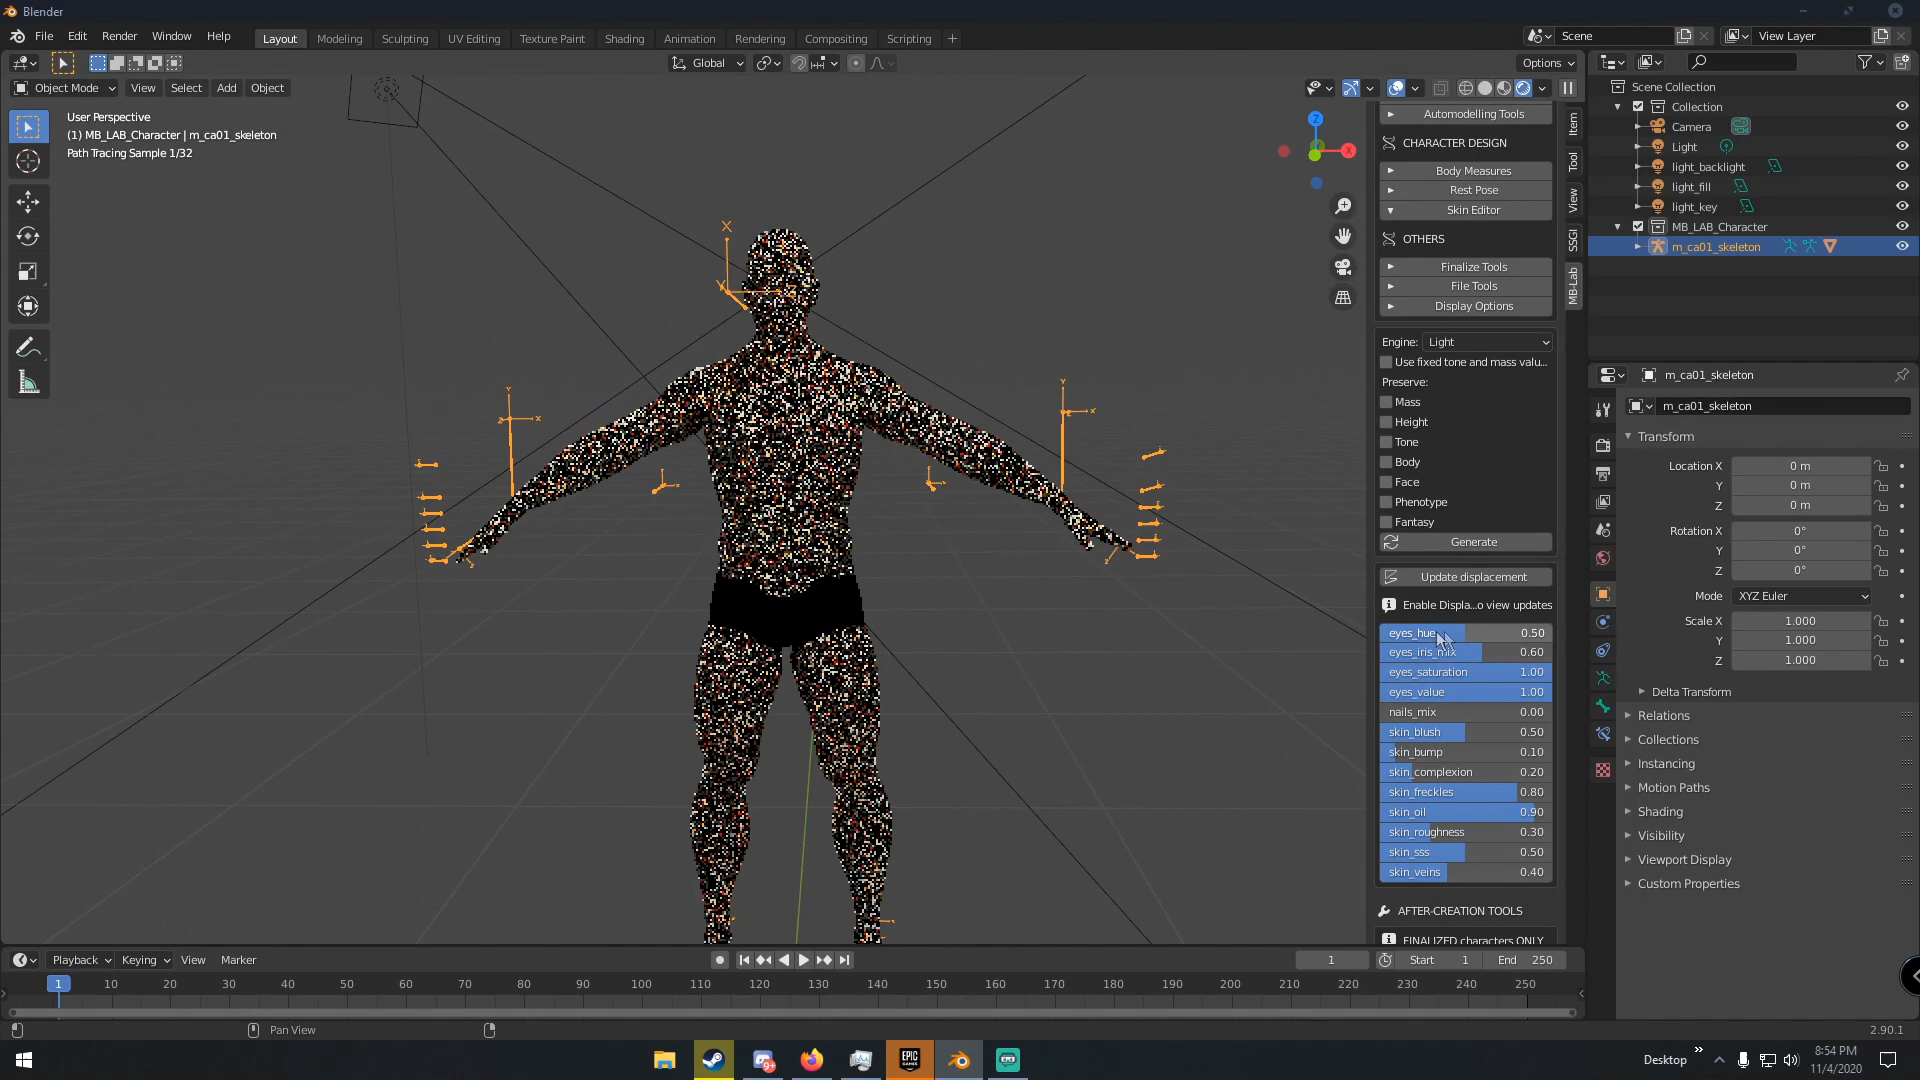 Blender
File Edit Render Window Help
Layout Modeling Sculpting UV Editing Texture Paint Shading Animation Rendering Compositing Scripting +
Scene
View Layer
Global
Options
Object Mode View Select Add Object
User Perspective
(1) MB_LAB_Character | m_ca01_skeleton
Path Tracing Sample 1/32
Z
X
Item
Tool
View
SSGI
MB-Lab
Automodelling Tools
CHARACTER DESIGN
Body Measures
Rest Pose
Skin Editor
OTHERS
Finalize Tools
File Tools
Display Options
Engine: Light
Use fixed tone and mass valu...
Preserve:
Mass
Height
Tone
Body
Face
Phenotype
Fantasy
Generate
Update displacement
Enable Displa...o view updates
eyes_hue 0.50
eyes_iris_mix 0.60
eyes_saturation 1.00
eyes_value 1.00
nails_mix 0.00
skin_blush 0.50
skin_bump 0.10
skin_complexion 0.20
skin_freckles 0.80
skin_oil 0.90
skin_roughness 0.30
skin_sss 0.50
skin_veins 0.40
AFTER-CREATION TOOLS
FINALIZED characters ONLY
Scene Collection
Collection
Camera
Light
light_backlight
light_fill
light_key
MB_LAB_Character
m_ca01_skeleton
m_ca01_skeleton
m_ca01_skeleton
Transform
Location X 0 m
Y 0 m
Z 0 m
Rotation X 0°
Y 0°
Z 0°
Mode XYZ Euler
Scale X 1.000
Y 1.000
Z 1.000
Delta Transform
Relations
Collections
Instancing
Motion Paths
Shading
Visibility
Viewport Display
Custom Properties
Playback Keying View Marker
1 Start 1 End 250
1 10 20 30 40 50 60 70 80 90 100 110 120 130 140 150 160 170 180 190 200 210 220 230 240 250
Pan View
2.90.1
9+
EPIC GAMES
Desktop
8:54 PM
11/4/2020